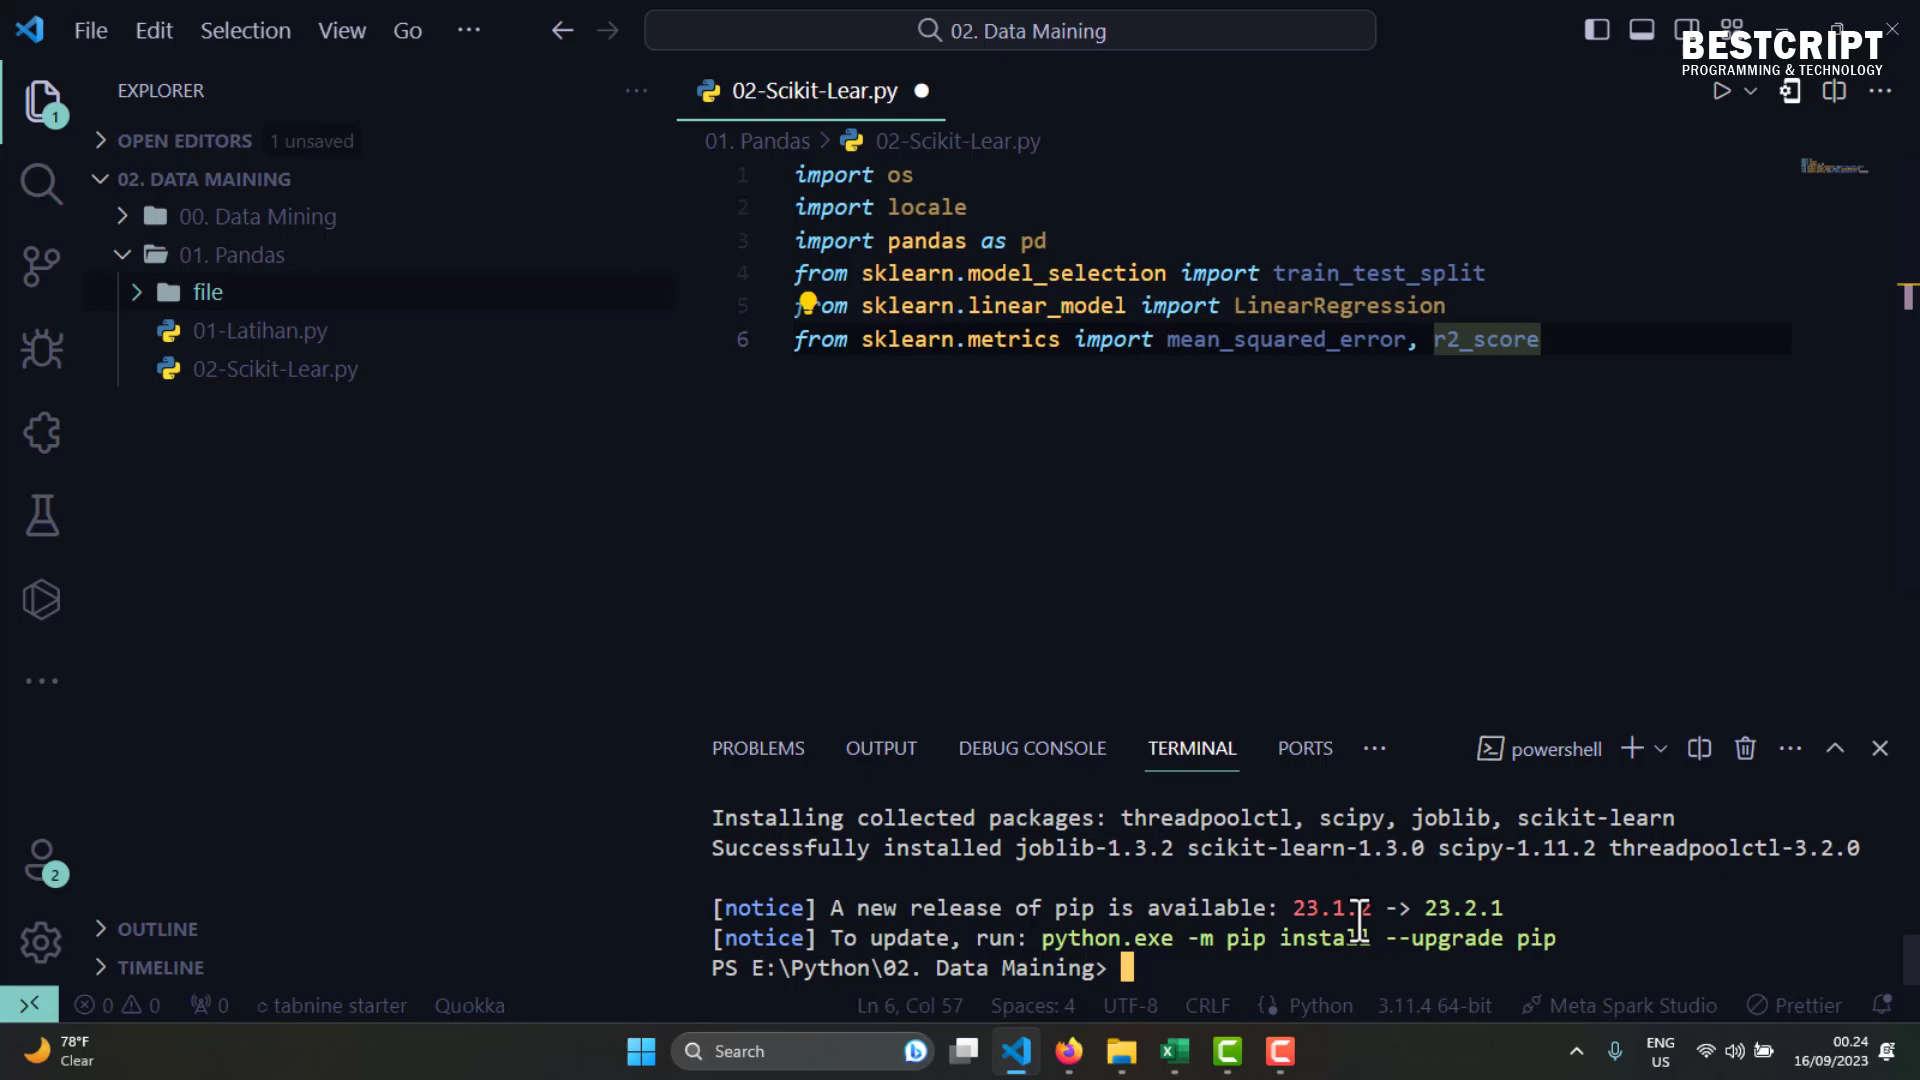 File Edit Selection View Go ...
02. Data Maining
BESTCRIPT
PROGRAMMING & TECHNOLOGY
EXPLORER
1
OPEN EDITORS 1 unsaved
02. DATA MAINING
00. Data Mining
01. Pandas
file
01-Latihan.py
02-Scikit-Lear.py
OUTLINE
TIMELINE
2
02-Scikit-Lear.py
01. Pandas > 02-Scikit-Lear.py
1 import os
2 import locale
3 import pandas as pd
4 from sklearn.model_selection import train_test_split
5 from sklearn.linear_model import LinearRegression
6 from sklearn.metrics import mean_squared_error, r2_score
PROBLEMS OUTPUT DEBUG CONSOLE TERMINAL PORTS ...
powershell
Installing collected packages: threadpoolctl, scipy, joblib, scikit-learn
Successfully installed joblib-1.3.2 scikit-learn-1.3.0 scipy-1.11.2 threadpoolctl-3.2.0
[notice] A new release of pip is available: 23.1.2 -> 23.2.1
[notice] To update, run: python.exe -m pip install --upgrade pip
PS E:\Python\02. Data Maining>
0 0 0 tabnine starter Quokka Ln 6, Col 57 Spaces: 4 UTF-8 CRLF Python 3.11.4 64-bit Meta Spark Studio Prettier
78°F
Clear
Search
ENG
US
00.24
16/09/2023